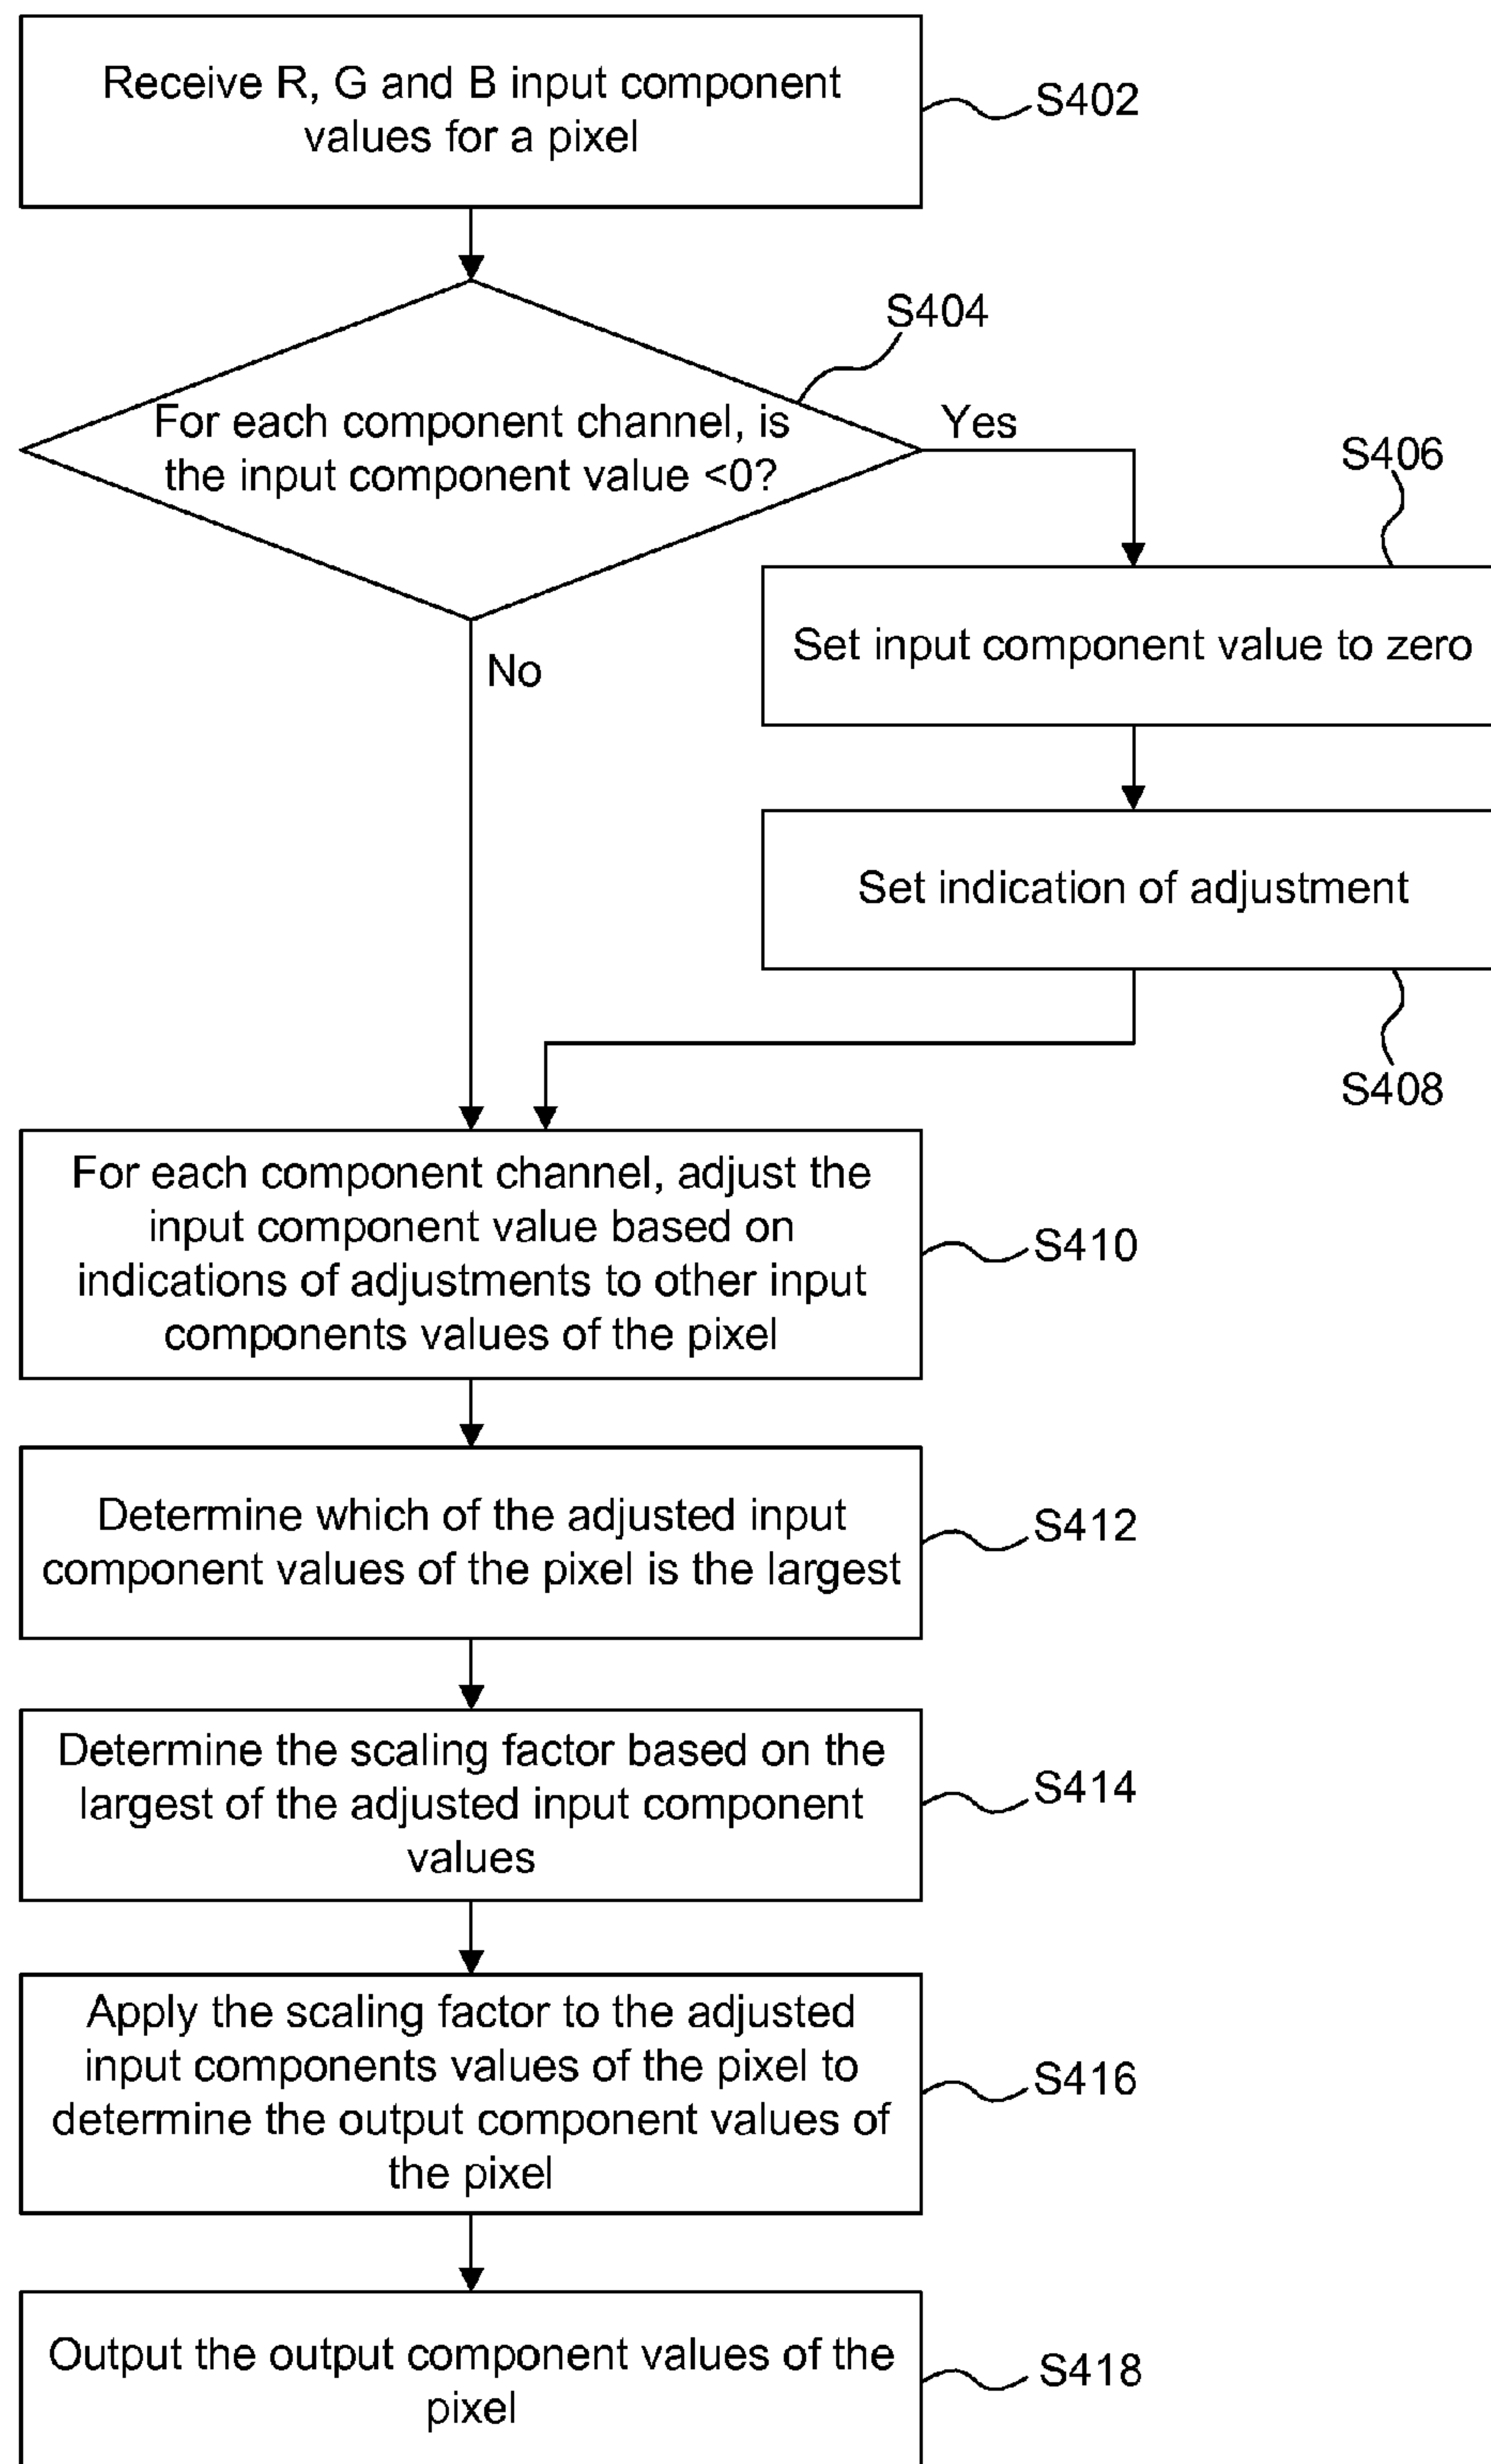 Receive R, G and B input component
values for a pixel
S402
S404
For each component channel, is
the input component value <0?
Yes
S406
Set input component value to zero
No
Set indication of adjustment
S408
For each component channel, adjust the
input component value based on
indications of adjustments to other input
components values of the pixel
S410
Determine which of the adjusted input
component values of the pixel is the largest
S412
Determine the scaling factor based on the
largest of the adjusted input component
values
S414
Apply the scaling factor to the adjusted
input components values of the pixel to
determine the output component values of
the pixel
S416
Output the output component values of the
pixel
S418